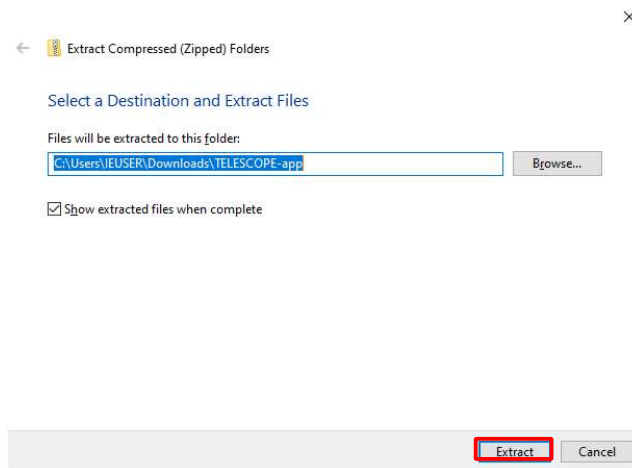 Extract Compressed (Zipped) Folders
Select a Destination and Extract Files
Files will be extracted to this folder:
C:\Users\IEUSER\Downloads\TELESCOPE-app
Browse...
Show extracted files when complete
Extract
Cancel